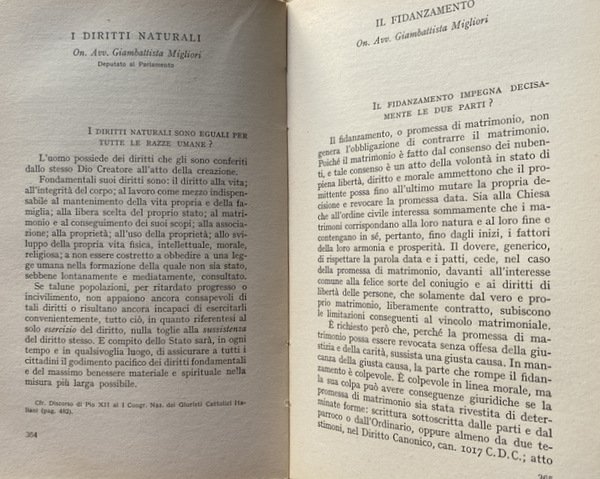 I DIRITTI NATURALI
On. Avv. Giambattista Migliori
Deputato al Parlamento
I DIRITTI NATURALI SONO EGUALI PER
TUTTE LE RAZZE UMANE ?
L'uomo possiede dei diritti che gli sono conferiti
dallo stesso Dio Creatore all'atto della creazione.
Fondamentali suoi diritti sono: il diritto alla vita;
all'integrità del corpo; al lavoro come mezzo indispen-
sabile al mantenimento della vita propria e della fa-
miglia; alla libera scelta del proprio stato; al matri-
monio e al conseguimento dei suoi scopi; alla associa-
zione; alla proprietà; all'uso della proprietà; allo svi-
luppo della propria vita fisica, intellettuale, morale,
religiosa; a non essere costretto a obbedire a una leg-
ge umana nella formazione della quale non sia stato,
sebbene lontanamente e mediatamente, consultato.
Se talune popolazioni, per ritardato progresso o
incivilimento, non appaiono ancora consapevoli di
tali diritti o risultano ancora incapaci di esercitarli
convenientemente, tutto ciò, in quanto riferentesi al
solo esercizio del diritto, nulla toglie alla sussistenza
del diritto stesso. E compito dello Stato sarà, in ogni
tempo e in qualsivoglia luogo, di assicurare a tutti i
cittadini il godimento pacifico dei diritti fondamentali
e del massimo benessere materiale e spirituale nella
misura più larga possibile.
Cfr. Discorso di Pio XII al I Congr. Naz. dei Giuristi Cattolici Ita-
liani (pag. 482).
364
IL FIDANZAMENTO
On. Avv. Giambattista Migliori
IL FIDANZAMENTO IMPEGNA DECISA-
MENTE LE DUE PARTI ?
Il fidanzamento, o promessa di matrimonio, non
genera l'obbligazione di contrarre il matrimonio.
Poiché il matrimonio è fatto dal consenso dei nuben-
ti, e tale consenso è un atto della volontà in stato di
piena libertà, diritto e morale ammettono che il pro-
mittente possa fino all'ultimo mutare la propria de-
cisione e revocare la promessa data. Sia alla Chiesa
che all'ordine civile interessa sommamente che i ma-
trimoni corrispondano alla loro natura e al loro fine e
contengano in sé, pertanto, fin dagli inizi, i fattori
della loro armonia e prosperità. Il dovere, generico,
di rispettare la parola data e i patti, cede, nel caso
della promessa di matrimonio, davanti all'interesse
comune alla felice sorte del coniugio e ai diritti di
libertà delle persone, che solamente dal vero e pro-
prio matrimonio, liberamente contratto, subiscono
le limitazioni conseguenti al vincolo matrimoniale.
È richiesto però che, perché la promessa di ma-
trimonio possa essere revocata senza offesa della giu-
stizia e della carità, sussista una giusta causa. In man-
canza della giusta causa, la parte che rompe il fidan-
zamento è colpevole. È colpevole in linea morale, ma
la sua colpa può avere conseguenze giuridiche se la
promessa di matrimonio sia stata rivestita di deter-
minate forme: scrittura sottoscritta dalle parti e dal
parroco o dall'Ordinario, oppure almeno da due te-
stimoni, nel Diritto Canonico, can. 1017 C.D.C.; atto
365